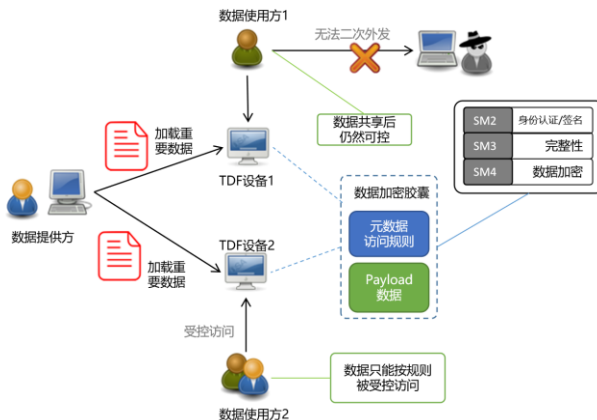 数据使用方1
无法二次外发
数据共享后
仍然可控
SM2 身份认证/签名
SM3 完整性
SM4 数据加密
加载重
要数据
TDF设备1
数据加密胶囊
元数据
访问规则
Payload
数据
数据提供方
加载重
要数据
TDF设备2
受控访问
数据只能按规则
被受控访问
数据使用方2